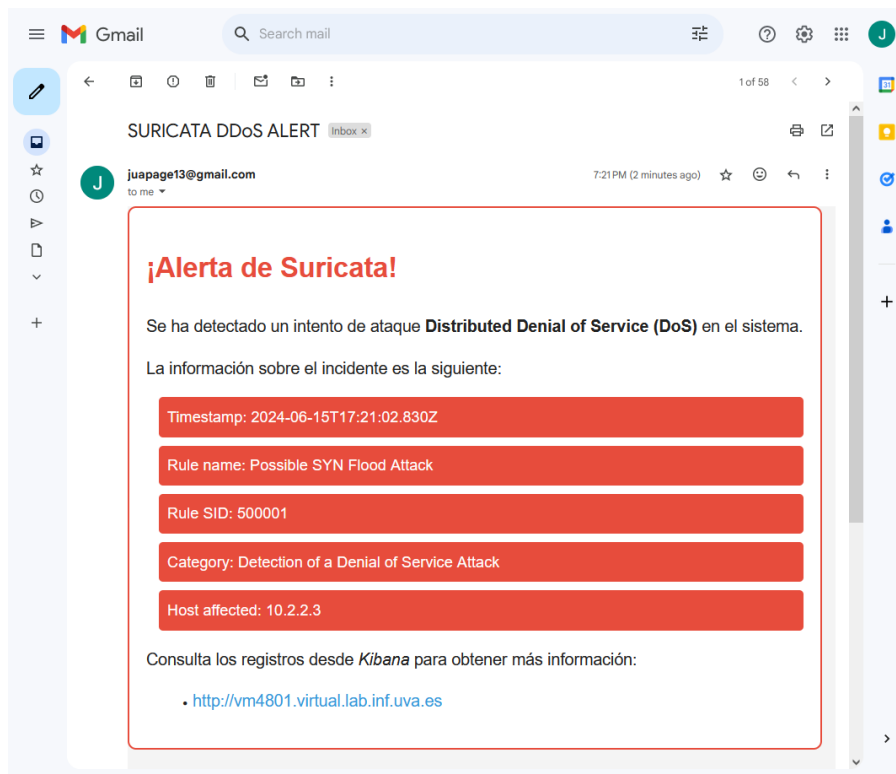 Gmail
Search mail
J
1 of 58
31
SURICATA DDoS ALERT Inbox ×
J
juapage13@gmail.com
7:21 PM (2 minutes ago)
to me
¡Alerta de Suricata!
Se ha detectado un intento de ataque Distributed Denial of Service (DoS) en el sistema.
La información sobre el incidente es la siguiente:
Timestamp: 2024-06-15T17:21:02.830Z
Rule name: Possible SYN Flood Attack
Rule SID: 500001
Category: Detection of a Denial of Service Attack
Host affected: 10.2.2.3
Consulta los registros desde Kibana para obtener más información:
• http://vm4801.virtual.lab.inf.uva.es